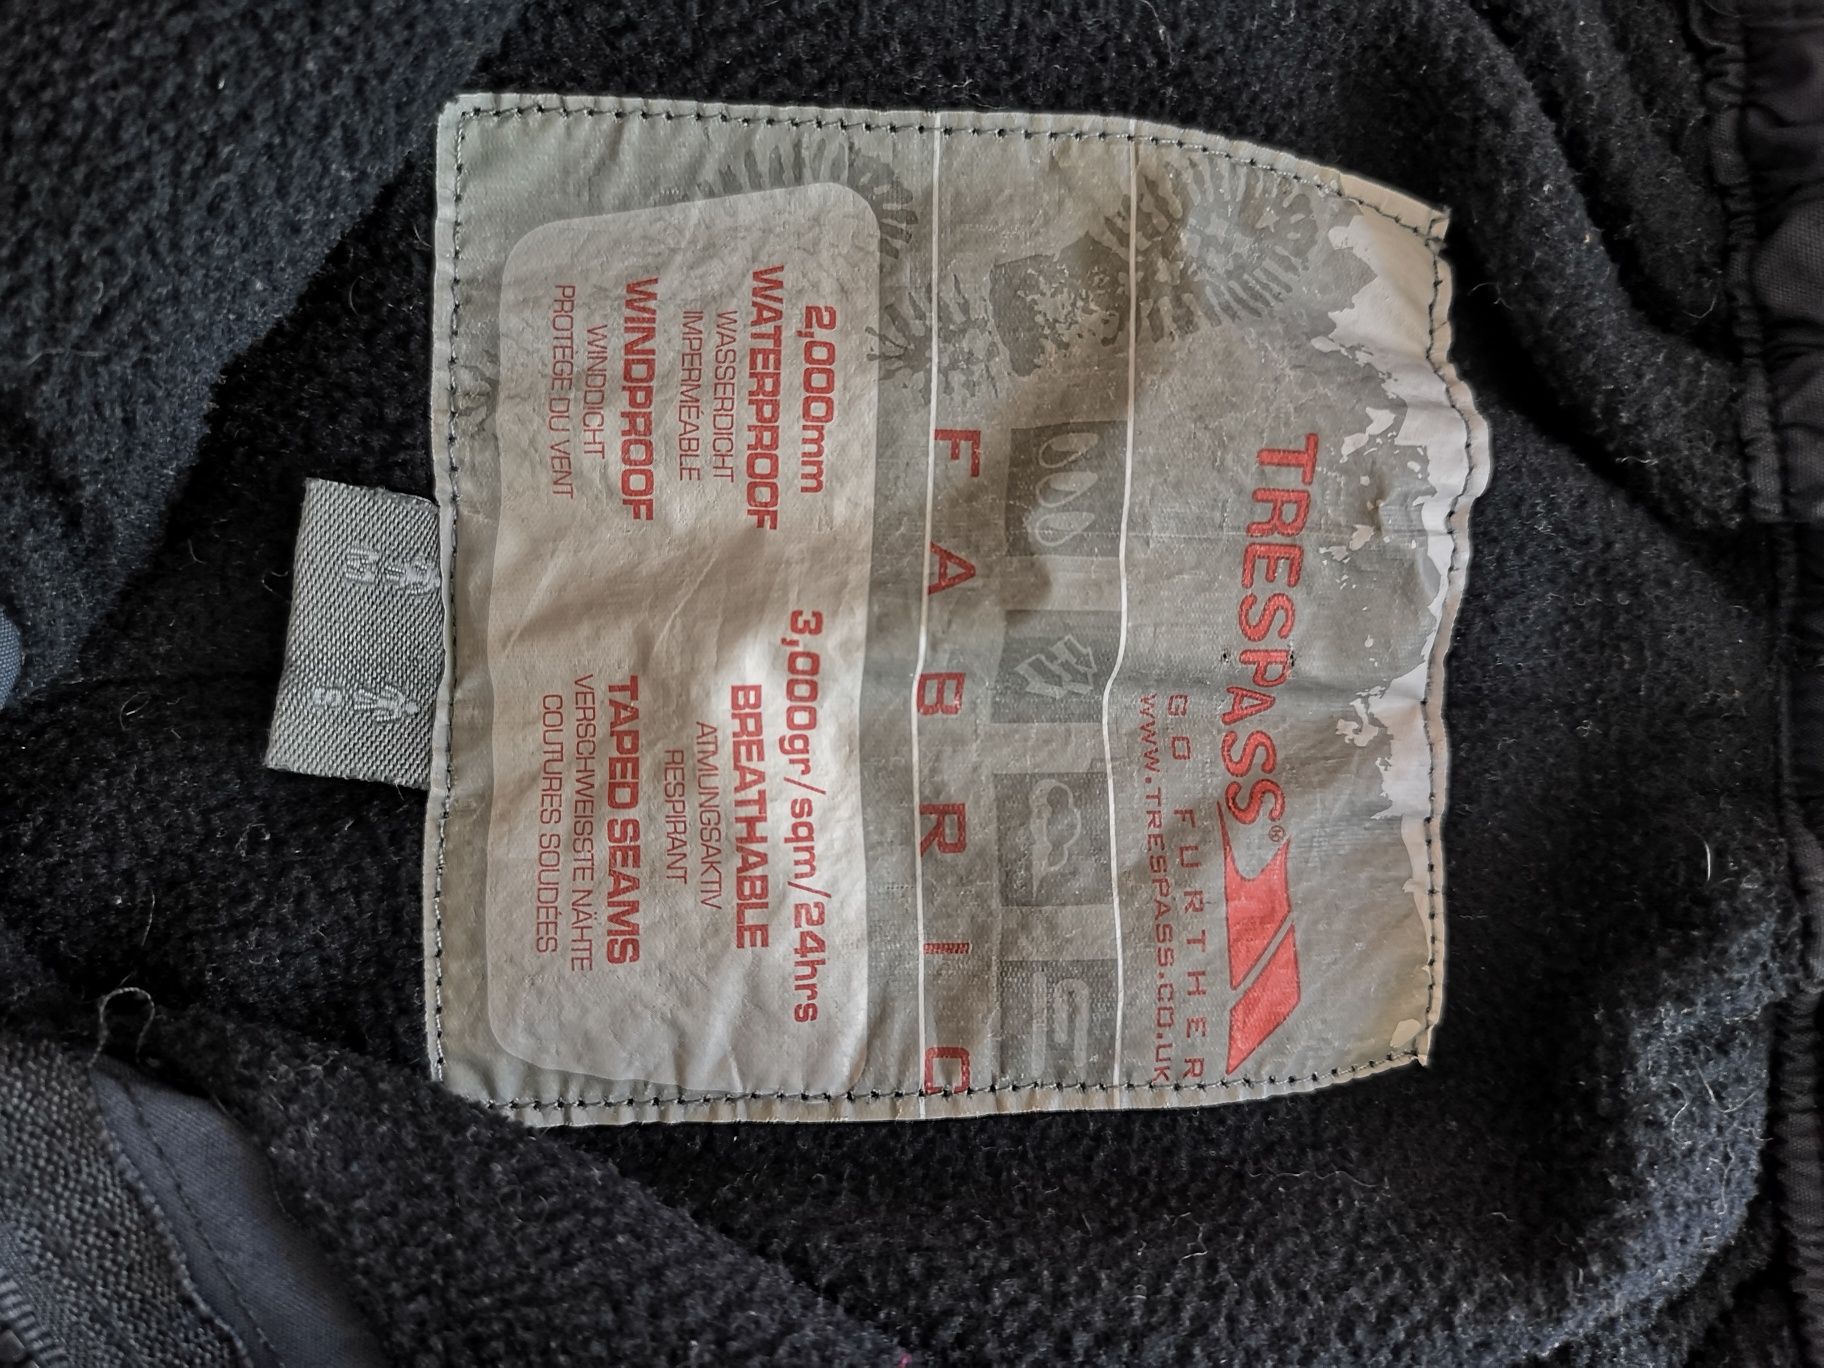 TRESPASS®
GO FURTHER
WWW.TRESPASS.CO.UK
FABRIC
2,000mm
WATERPROOF
WASSERDICHT
IMPERMÉABLE
WINDPROOF
WINDDICHT
PROTÈGE DU VENT
3,000gr/sqm/24hrs
BREATHABLE
ATMUNGSAKTIV
RESPIRANT
TAPED SEAMS
VERSCHWEISSTE NÄHTE
COUTURES SOUDÉES